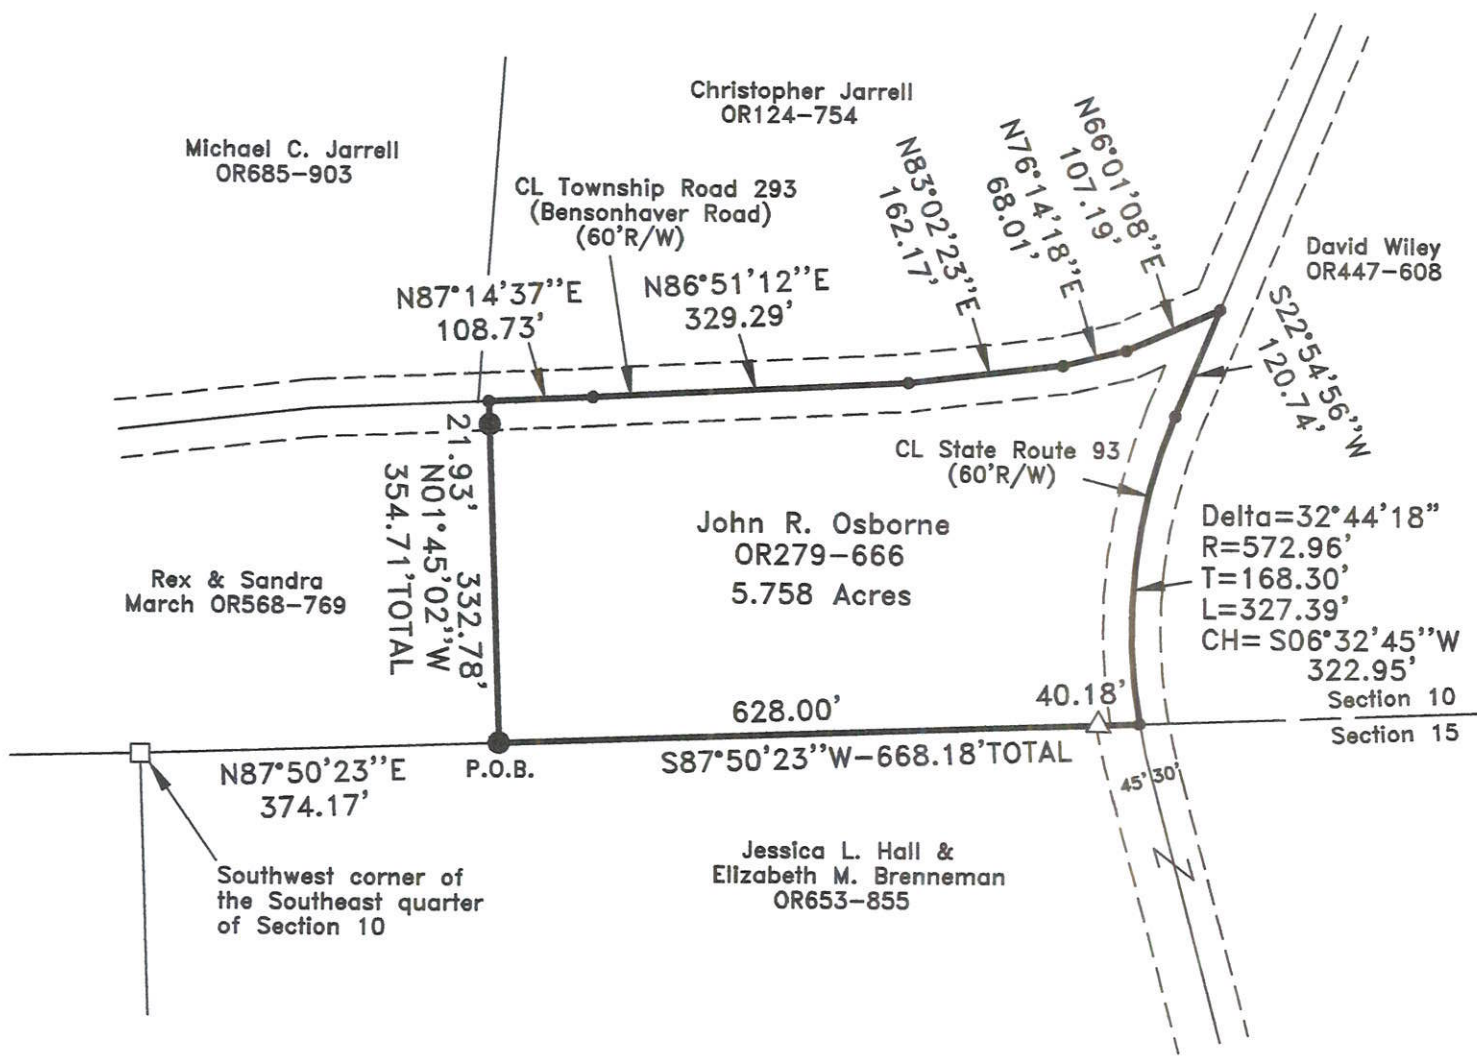 Christopher Jarrell
OR124-754
Michael C. Jarrell
OR685-903
CL Township Road 293
(Bensonhaver Road)
(60'R/W)
N87°14'37''E
108.73'
N86°51'12''E
329.29'
N83°02'23''E
162.17'
N76°14'18''E
68.01'
N66°01'08''E
107.19'
David Wiley
OR447-608
S22°54'56''W
120.74'
CL State Route 93
(60'R/W)
Delta=32°44'18"
R=572.96'
T=168.30'
L=327.39'
CH= S06°32'45''W
322.95'
21.93' 332.78'
N01°45'02''W
354.71'TOTAL
John R. Osborne
OR279-666
5.758 Acres
Rex & Sandra
March OR568-769
628.00'
40.18'
Section 10
Section 15
S87°50'23''W-668.18'TOTAL
P.O.B.
N87°50'23''E
374.17'
45' 30'
Southwest corner of
the Southeast quarter
of Section 10
Jessica L. Hall &
Elizabeth M. Brenneman
OR653-855